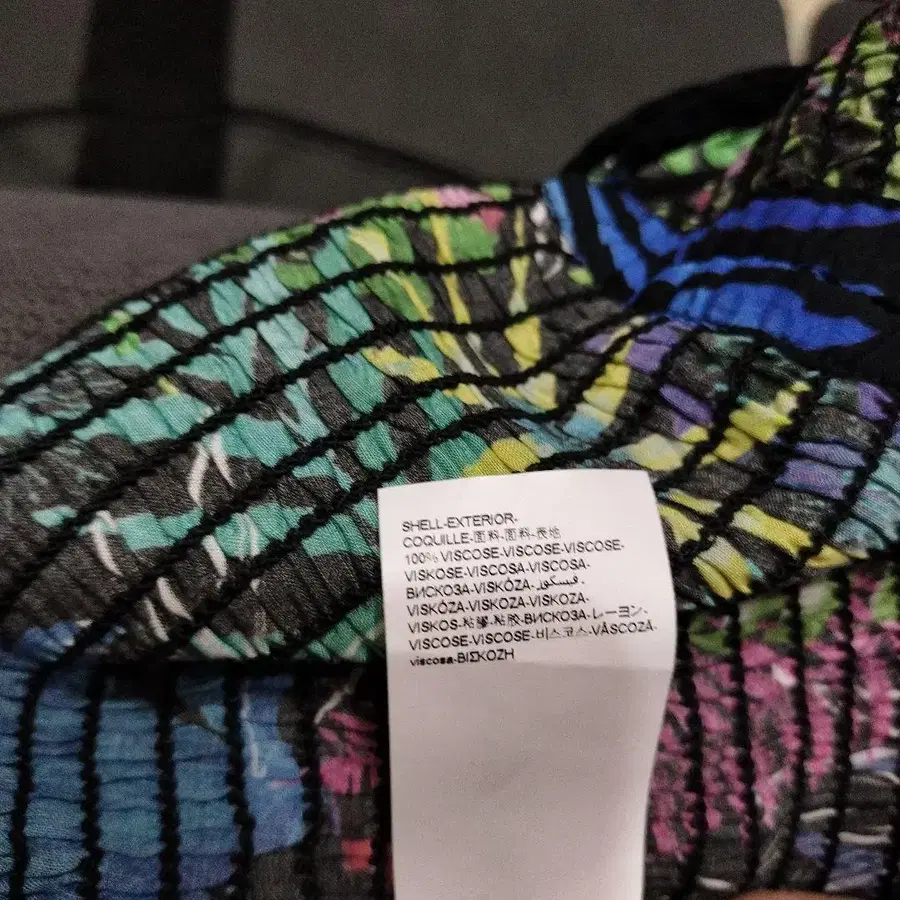 SHELL-EXTERIOR-
COQUILLE-面料-面料-表地
100% VISCOSE-VISCOSE-VISCOSE-
VISKOSE-VISCOSA-VISCOSA-
ВИСКОЗА-VISKÓZA-فيسكوز-
VISKÓZA-VISKOZA-VISKOZA-
VISKOS-粘膠-粘胶-ВИСКОЗА-レーヨン-
VISCOSE-VISCOSE-비스코스-VÂSCOZÁ-
viscosa-ΒΙΣΚΟΖΗ